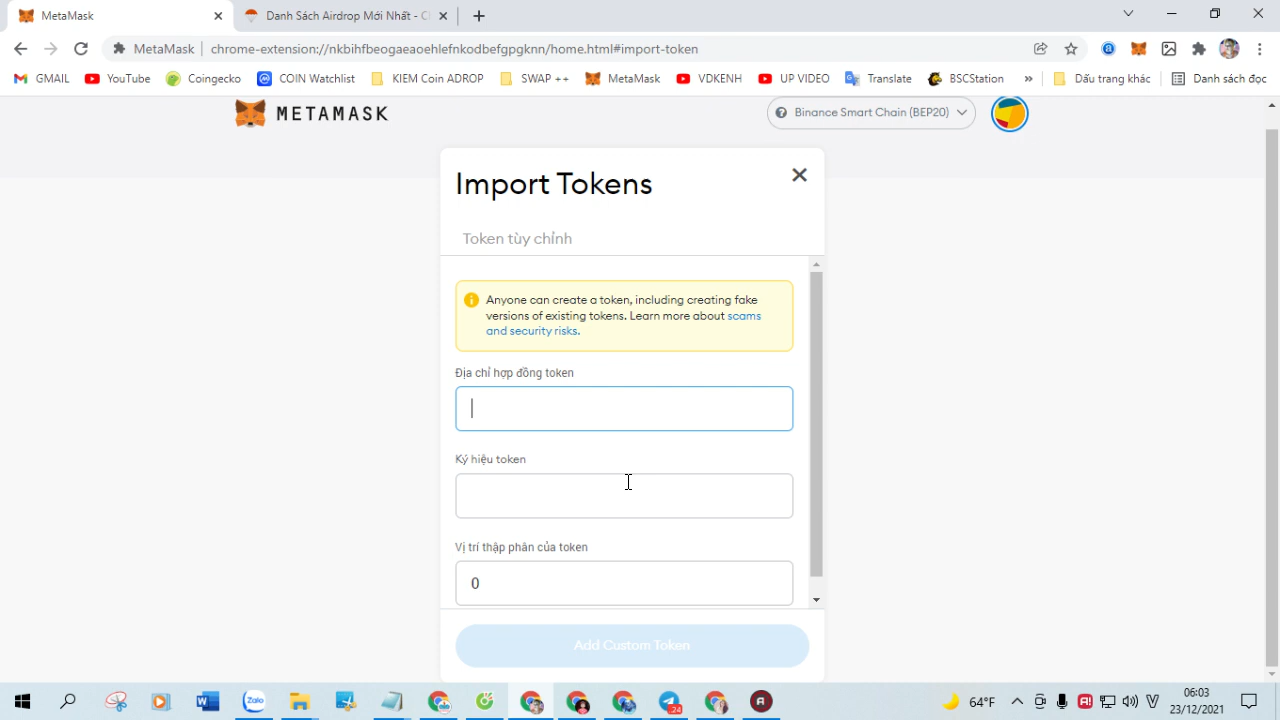 MetaMask
Danh Sách Airdrop Mới Nhất - C
MetaMask
chrome-extension://nkbihfbeogaeaoehlefnkodbefgpgknn/home.html#import-token
GMAIL
YouTube
Coingecko
COIN Watchlist
KIEM Coin ADROP
SWAP ++
MetaMask
VDKENH
UP VIDEO
Translate
BSCStation
»
Dấu trang khác
Danh sách đọc
METAMASK
Binance Smart Chain (BEP20)
Import Tokens
Token tùy chỉnh
Anyone can create a token, including creating fake
versions of existing tokens. Learn more about scams
and security risks.
Địa chỉ hợp đồng token
Ký hiệu token
Vị trí thập phân của token
0
Add Custom Token
Zalo
24
64°F
06:03
23/12/2021